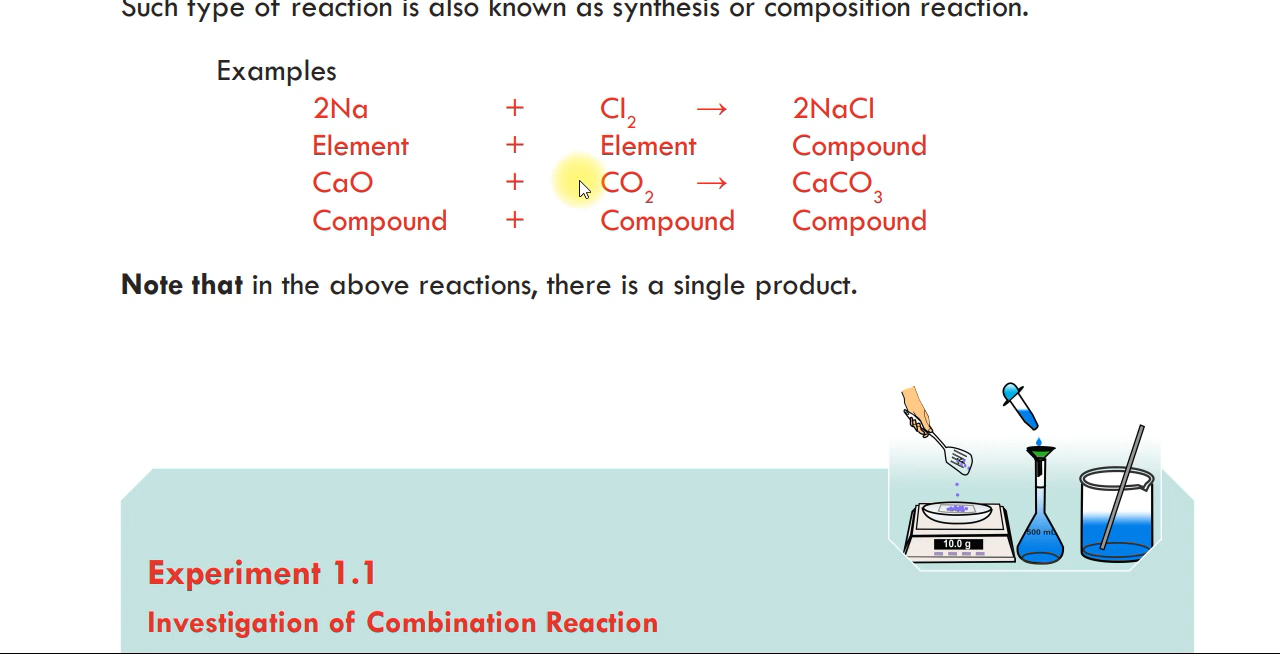 Such type of reaction is also known as synthesis or composition reaction.
Examples
2Na + Cl₂ → 2NaCl
Element + Element Compound
CaO + CO₂ → CaCO₃
Compound + Compound Compound
Note that in the above reactions, there is a single product.
500 mL
10.0 g
Experiment 1.1
Investigation of Combination Reaction